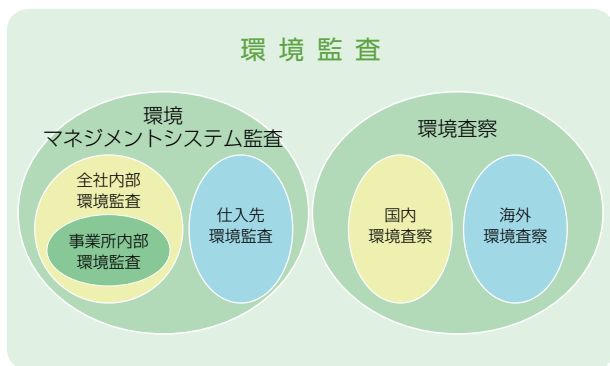 環境監査
環境
マネジメントシステム監査
全社内部
環境監査
事業所内部
環境監査
仕入先
環境監査
環境査察
国内
環境査察
海外
環境査察